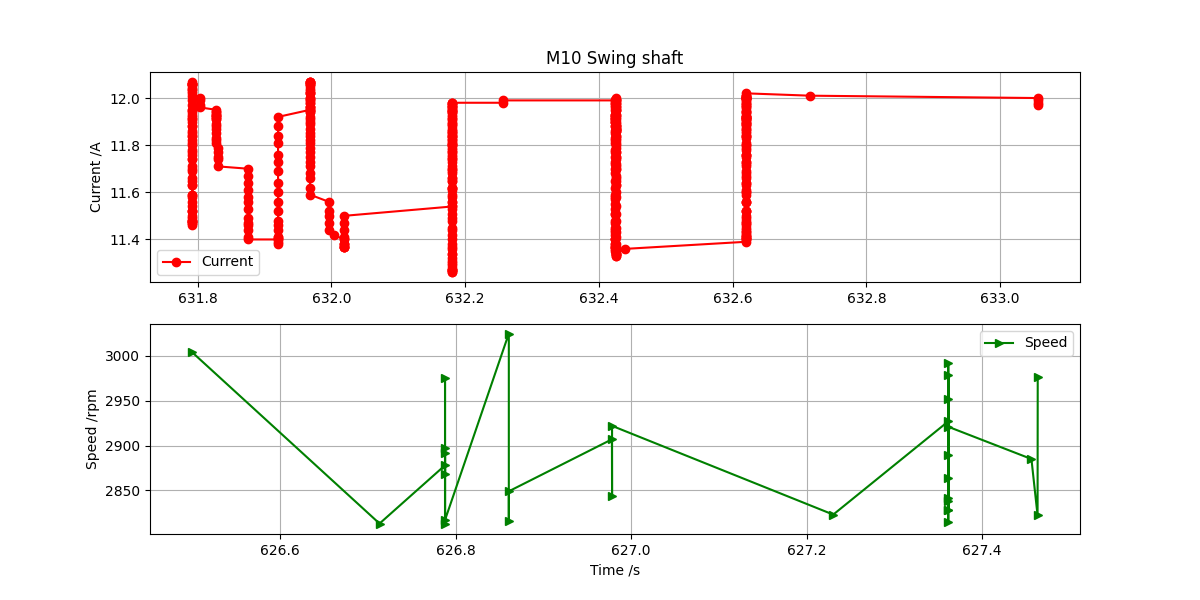 M10 Swing shaft
Current /A
12.0
11.8
11.6
11.4
Current
631.8 632.0 632.2 632.4 632.6 632.8 633.0
Speed /rpm
3000
2950
2900
2850
Speed
626.6 626.8 627.0 627.2 627.4
Time /s